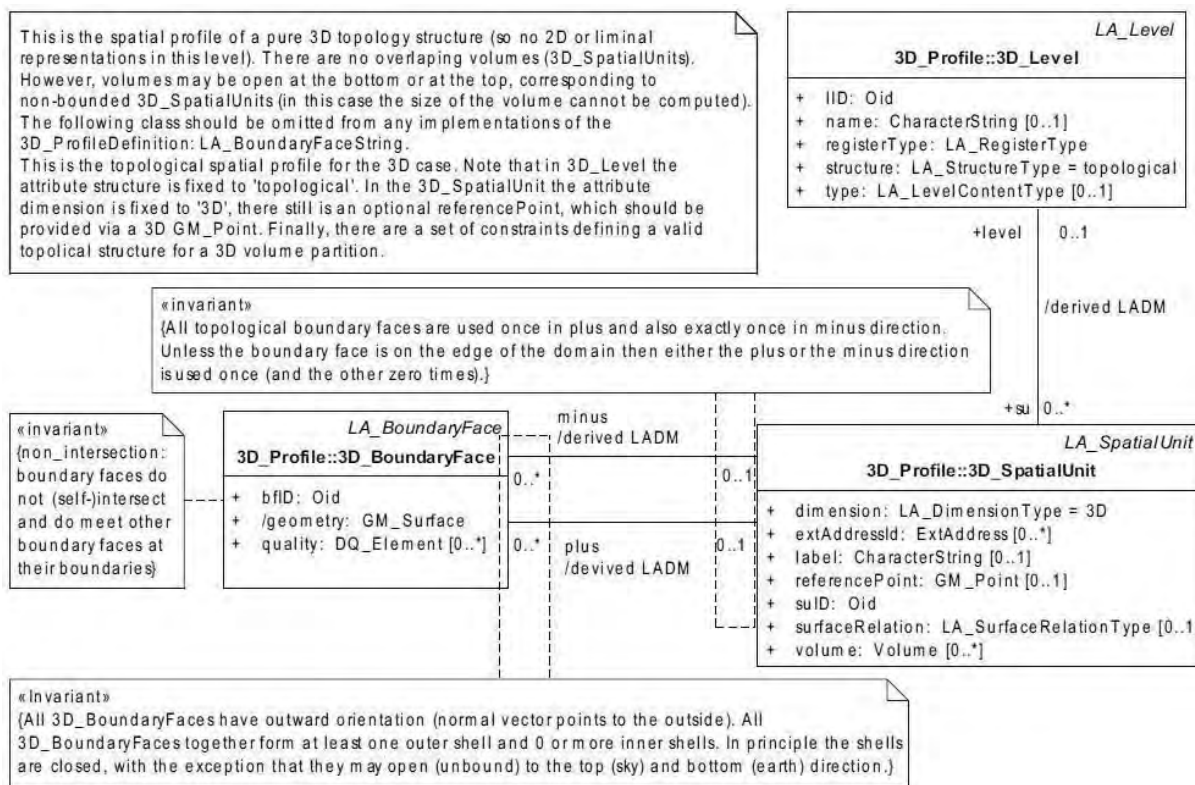 This is the spatial profile of a pure 3D topology structure (so no 2D or liminal
representations in this level). There are no overlaping volumes (3D_SpatialUnits).
However, volumes may be open at the bottom or at the top, corresponding to
non-bounded 3D_SpatialUnits (in this case the size of the volume cannot be computed).
The following class should be omitted from any implementations of the
3D_ProfileDefinition: LA_BoundaryFaceString.
This is the topological spatial profile for the 3D case. Note that in 3D_Level the
attribute structure is fixed to 'topological'. In the 3D_SpatialUnit the attribute
dimension is fixed to '3D', there still is an optional referencePoint, which should be
provided via a 3D GM_Point. Finally, there are a set of constraints defining a valid
topolical structure for a 3D volume partition.
LA_Level
3D_Profile::3D_Level
+ lID: Oid
+ name: CharacterString [0..1]
+ registerType: LA_RegisterType
+ structure: LA_StructureType = topological
+ type: LA_LevelContentType [0..1]
+level 0..1
/derived LADM
+su 0..*
«invariant»
{All topological boundary faces are used once in plus and also exactly once in minus direction.
Unless the boundary face is on the edge of the domain then either the plus or the minus direction
is used once (and the other zero times).}
«invariant»
{non_intersection:
boundary faces do
not (self-)intersect
and do meet other
boundary faces at
their boundaries}
LA_BoundaryFace
3D_Profile::3D_BoundaryFace
+ bfID: Oid
+ /geometry: GM_Surface
+ quality: DQ_Element [0..*]
minus
/derived LADM
0..* 0..1
0..* 0..1
plus
/devived LADM
LA_SpatialUnit
3D_Profile::3D_SpatialUnit
+ dimension: LA_DimensionType = 3D
+ extAddressId: ExtAddress [0..*]
+ label: CharacterString [0..1]
+ referencePoint: GM_Point [0..1]
+ suID: Oid
+ surfaceRelation: LA_SurfaceRelationType [0..1
+ volume: Volume [0..*]
«Invariant»
{All 3D_BoundaryFaces have outward orientation (normal vector points to the outside). All
3D_BoundaryFaces together form at least one outer shell and 0 or more inner shells. In principle the shells
are closed, with the exception that they may open (unbound) to the top (sky) and bottom (earth) direction.}